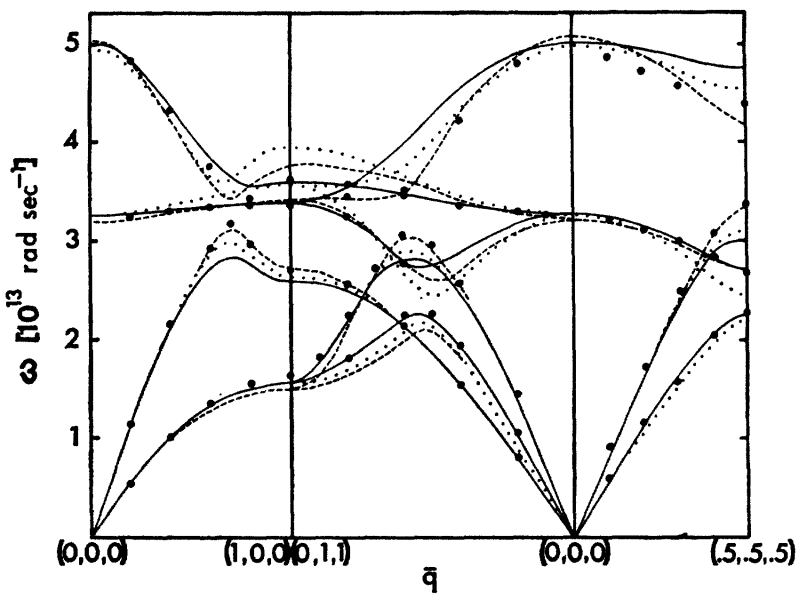 5
4
3
2
1
ω [10¹³ rad sec⁻¹]
(0,0,0) (1,0,0)(0,1,1) (0,0,0) (.5,.5,.5)
q̄